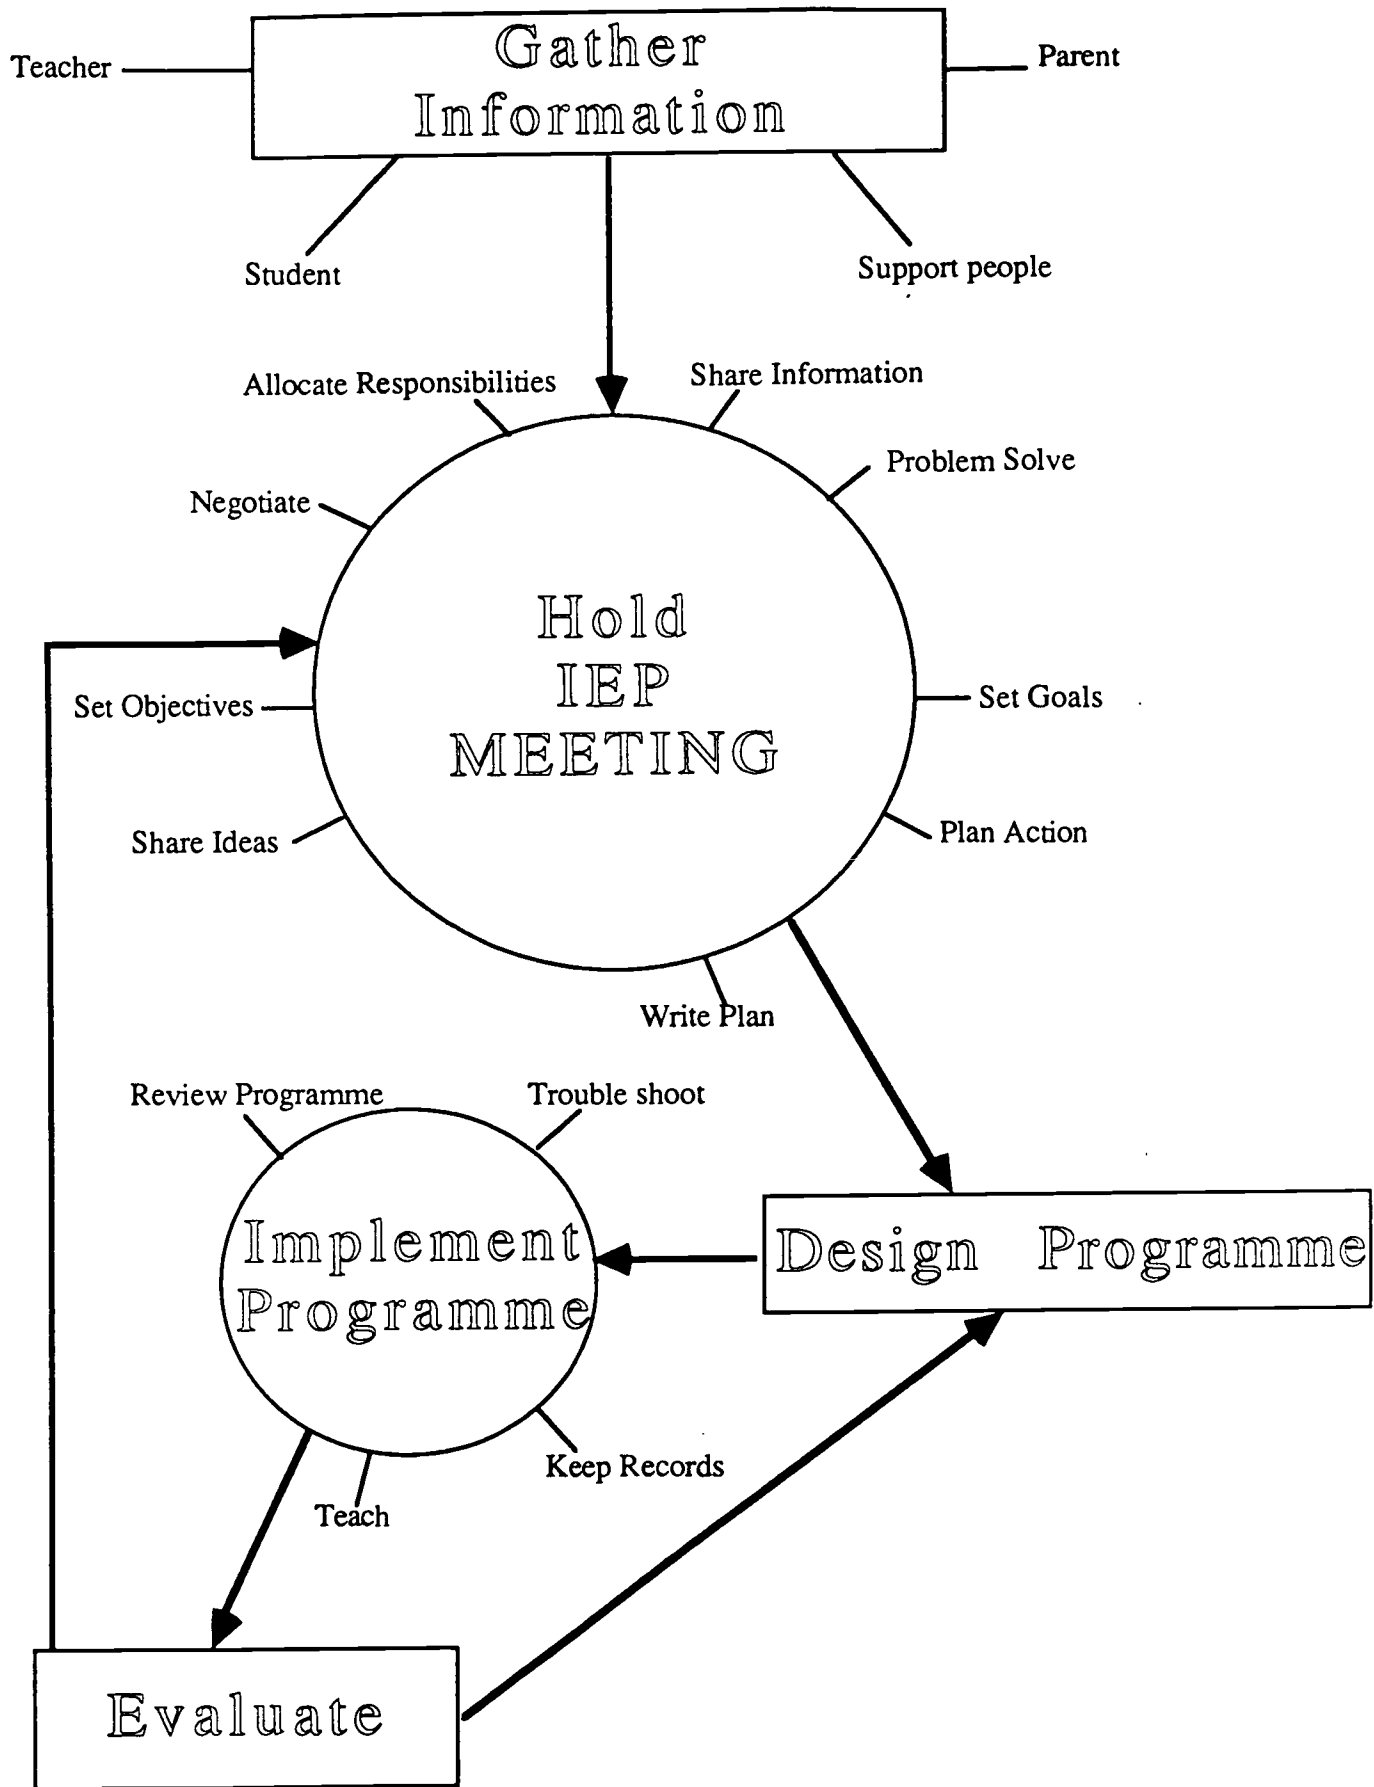 Gather
Information
Teacher
Parent
Student
Support people
Allocate Responsibilities
Share Information
Problem Solve
Negotiate
Hold
IEP
MEETING
Set Objectives
Set Goals
Share Ideas
Plan Action
Write Plan
Review Programme
Trouble shoot
Implement
Programme
Design Programme
Keep Records
Teach
Evaluate